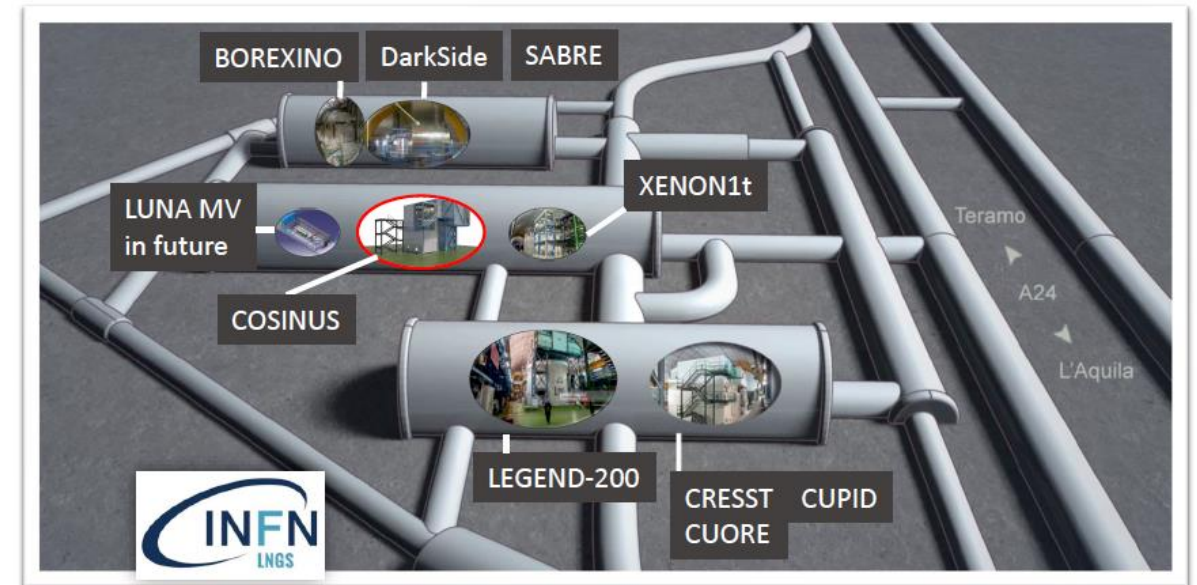 BOREXINO
DarkSide
SABRE
XENON1t
LUNA MV
in future
COSINUS
Teramo
A24
L'Aquila
LEGEND-200
CRESST CUPID
CUORE
INFN
LNGS